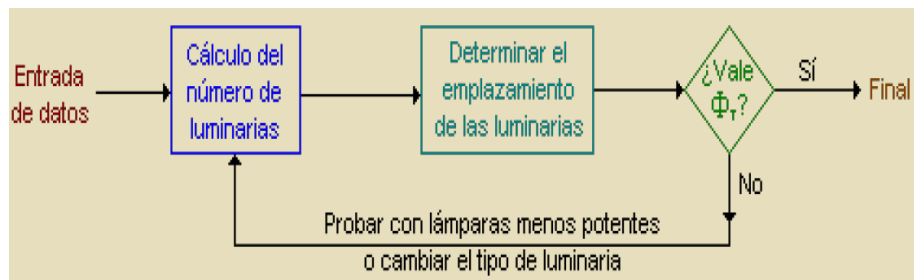 Entrada
de datos
Cálculo del
número de
luminarias
Determinar el
emplazamiento
de las luminarias
¿Vale
Φ_T?
Sí
Final
No
Probar con lámparas menos potentes
o cambiar el tipo de luminaria